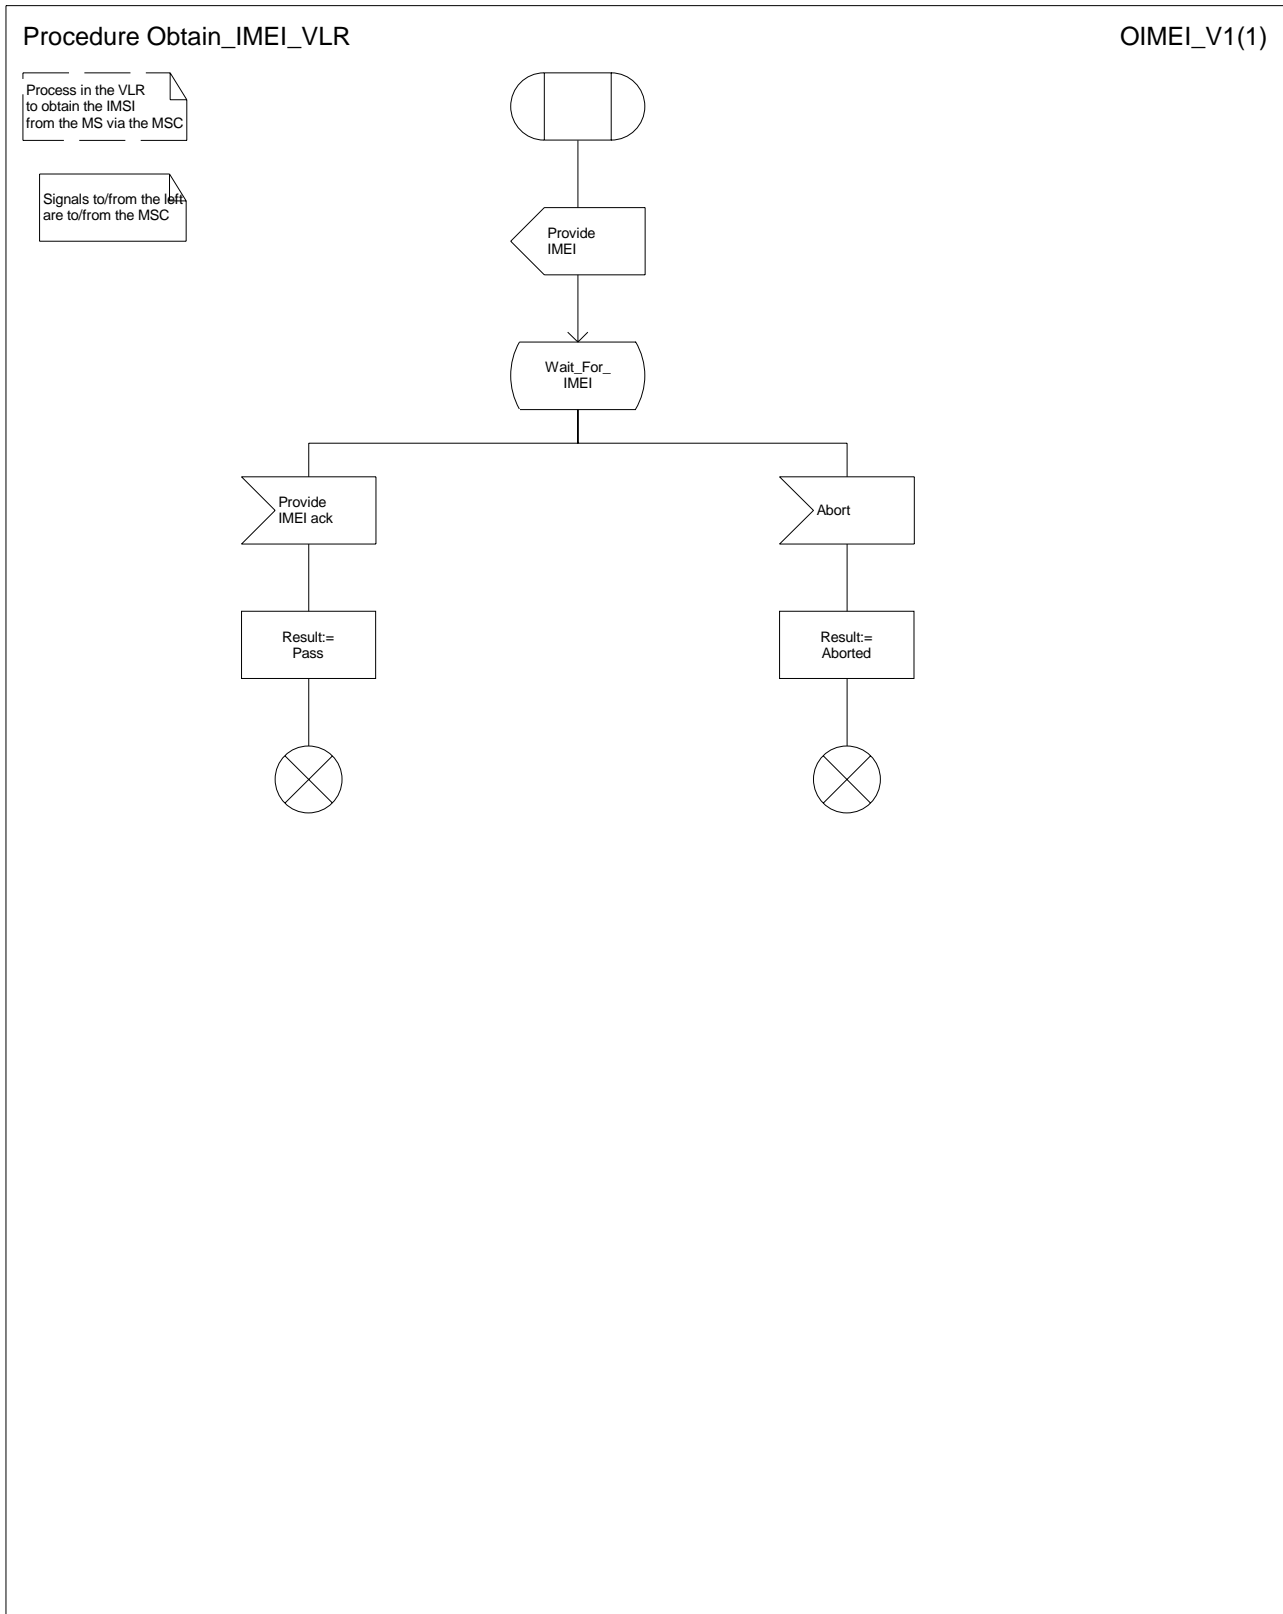 Procedure Obtain_IMEI_VLR
OIMEI_V1(1)
Process in the VLR
to obtain the IMSI
from the MS via the MSC
Signals to/from the left
are to/from the MSC
Provide
IMEI
Wait_For_
IMEI
Provide
IMEI ack
Abort
Result:=
Pass
Result:=
Aborted